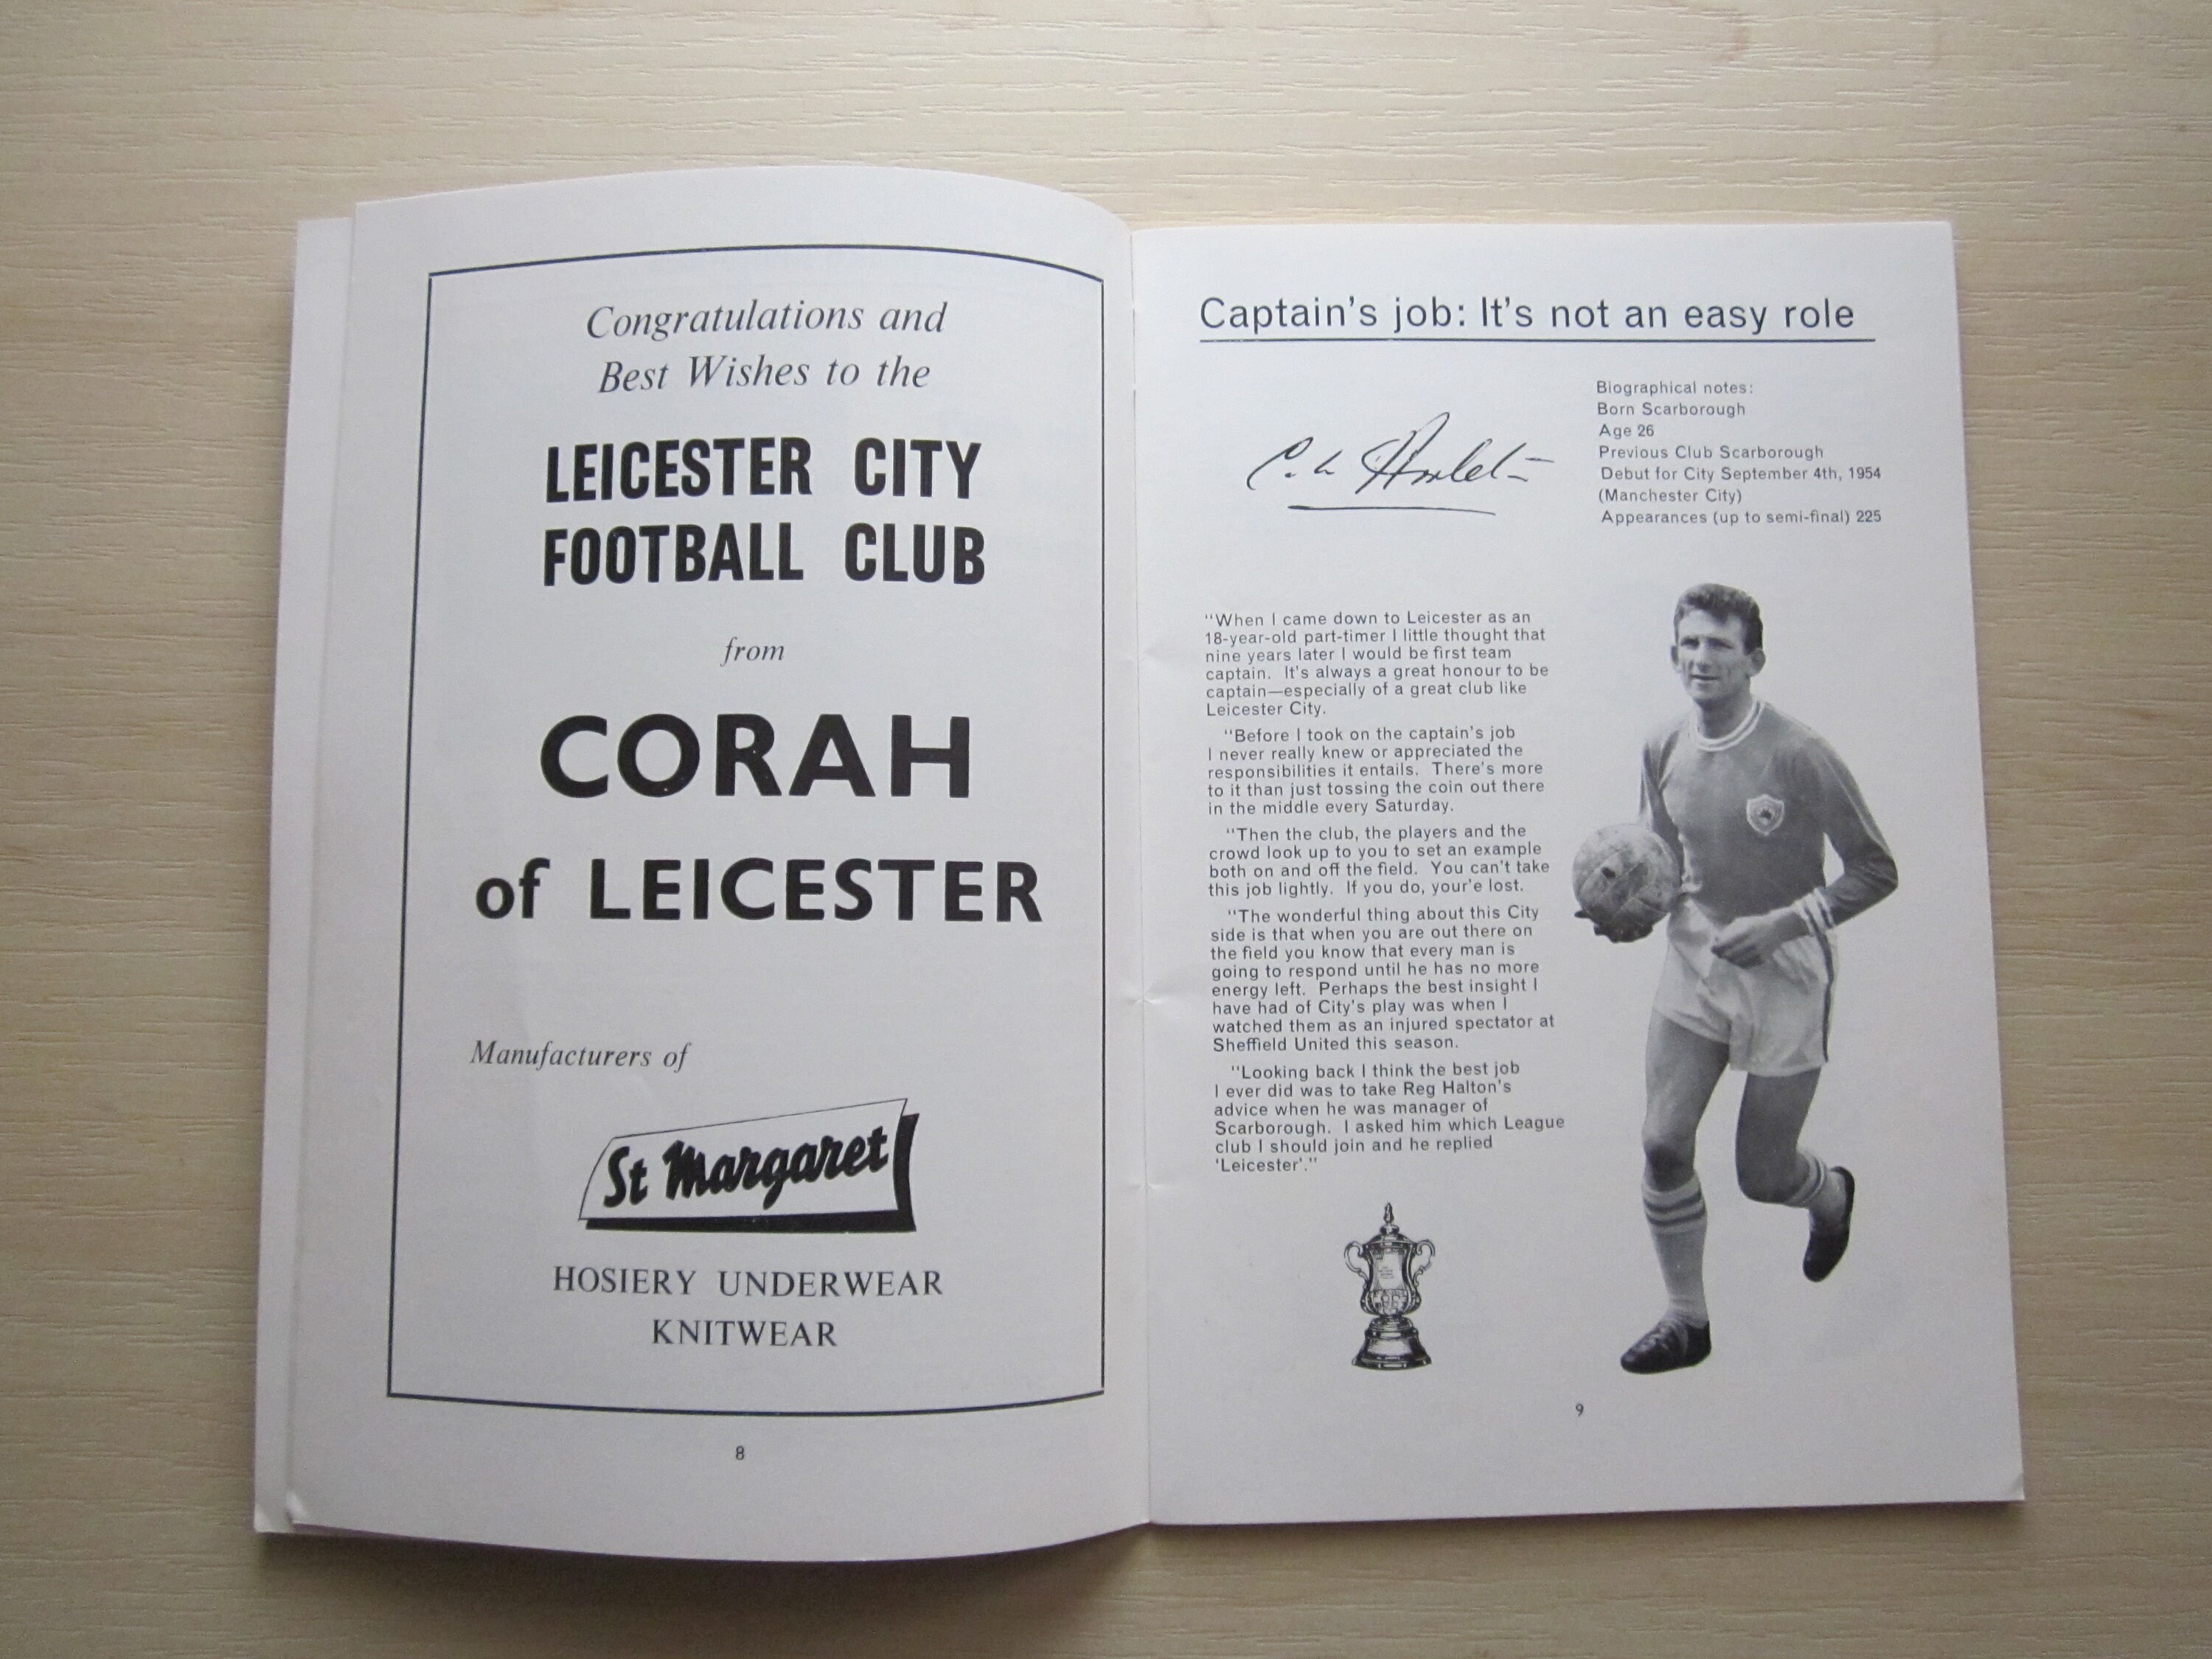 Congratulations and
Best Wishes to the
LEICESTER CITY
FOOTBALL CLUB
from
CORAH
of LEICESTER
Manufacturers of
St Margaret
HOSIERY UNDERWEAR
KNITWEAR
8
Captain's job: It's not an easy role
Biographical notes:
Born Scarborough
Age 26
Previous Club Scarborough
Debut for City September 4th, 1954
(Manchester City)
Appearances (up to semi-final) 225
"When I came down to Leicester as an
18-year-old part-timer I little thought that
nine years later I would be first team
captain. It's always a great honour to be
captain—especially of a great club like
Leicester City.
"Before I took on the captain's job
I never really knew or appreciated the
responsibilities it entails. There's more
to it than just tossing the coin out there
in the middle every Saturday.
"Then the club, the players and the
crowd look up to you to set an example
both on and off the field. You can't take
this job lightly. If you do, your'e lost.
"The wonderful thing about this City
side is that when you are out there on
the field you know that every man is
going to respond until he has no more
energy left. Perhaps the best insight I
have had of City's play was when I
watched them as an injured spectator at
Sheffield United this season.
"Looking back I think the best job
I ever did was to take Reg Halton's
advice when he was manager of
Scarborough. I asked him which League
club I should join and he replied
'Leicester'."
9